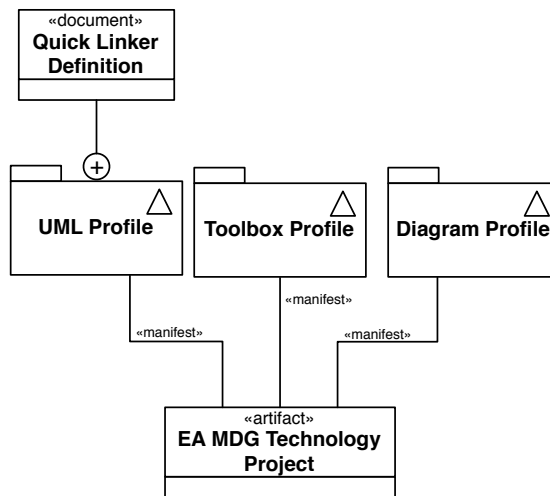 «document»
Quick Linker
Definition
UML Profile
Toolbox Profile
Diagram Profile
«manifest»
«manifest»
«manifest»
«artifact»
EA MDG Technology
Project